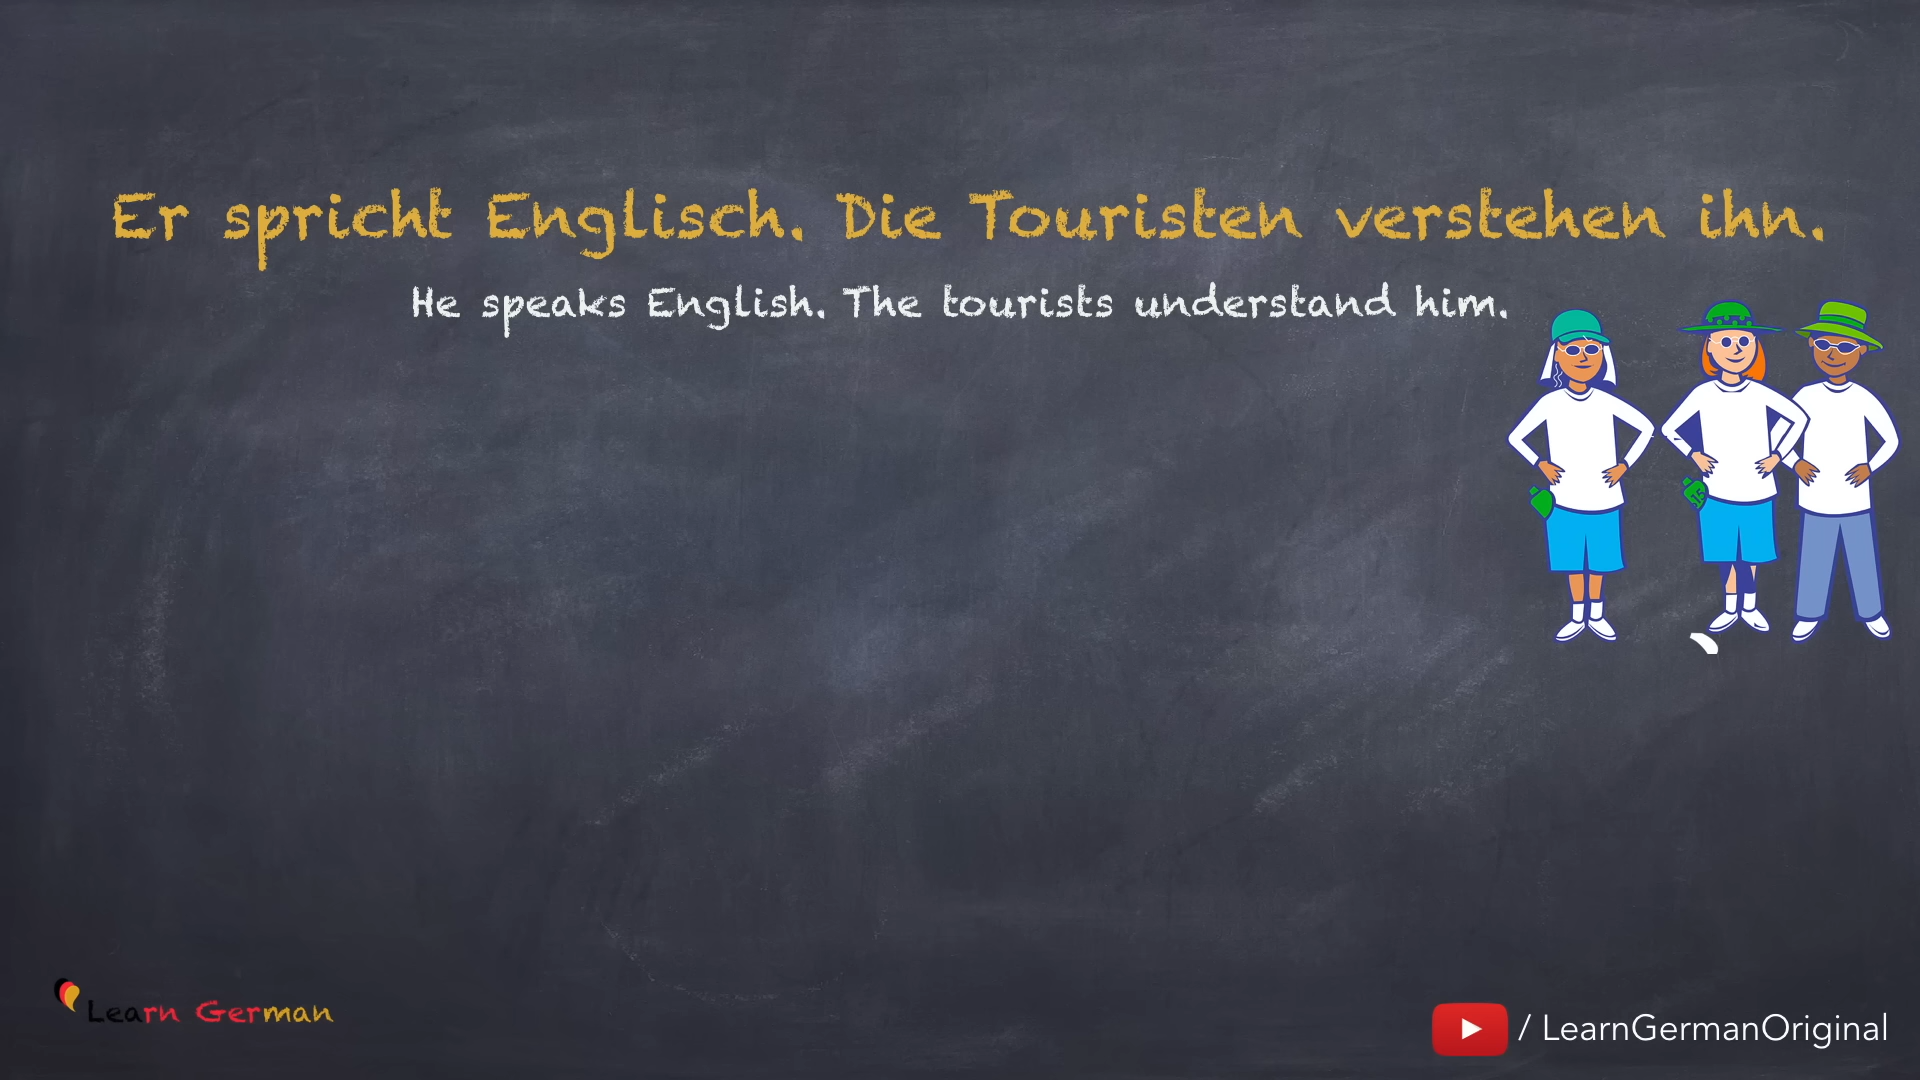 Er spricht Englisch. Die Touristen verstehen ihn.
He speaks English. The tourists understand him.
Learn German
/ LearnGermanOriginal